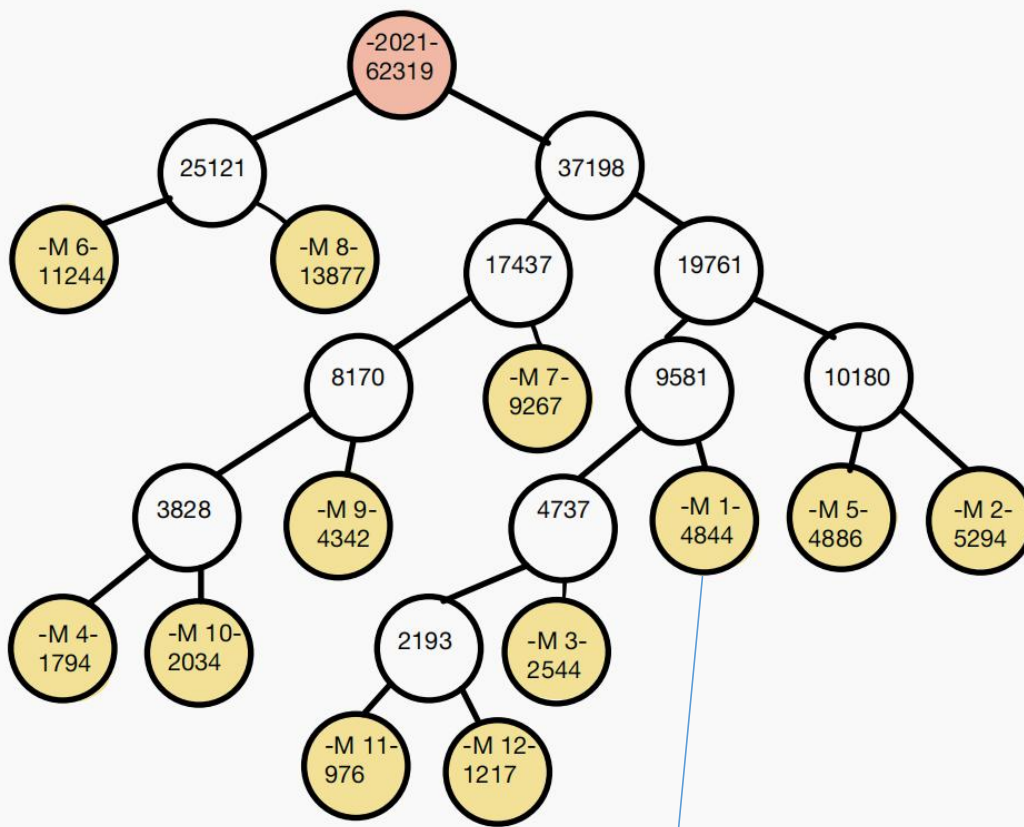 -2021-
62319
25121
37198
-M 6-
11244
-M 8-
13877
17437
19761
8170
-M 7-
9267
9581
10180
3828
-M 9-
4342
4737
-M 1-
4844
-M 5-
4886
-M 2-
5294
-M 4-
1794
-M 10-
2034
2193
-M 3-
2544
-M 11-
976
-M 12-
1217